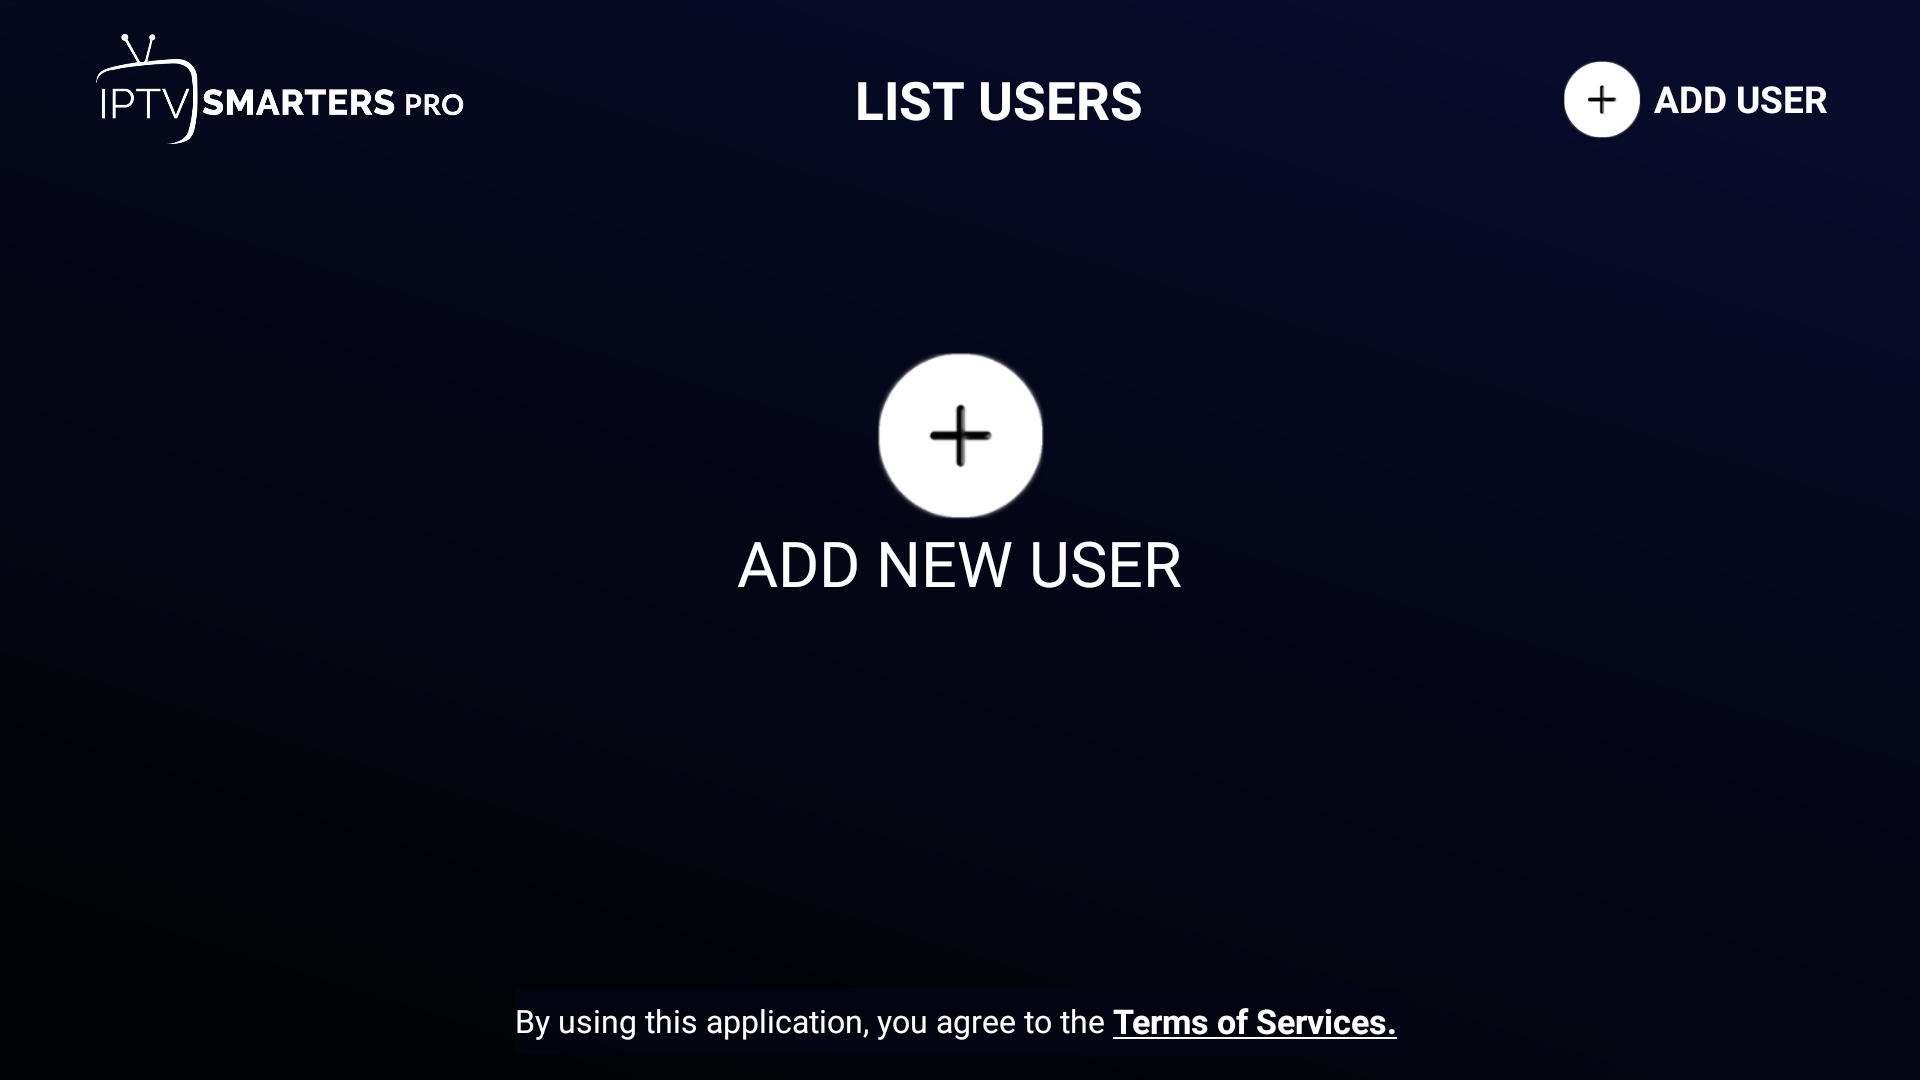 IPTV SMARTERS PRO
LIST USERS
ADD USER
ADD NEW USER
By using this application, you agree to the Terms of Services.